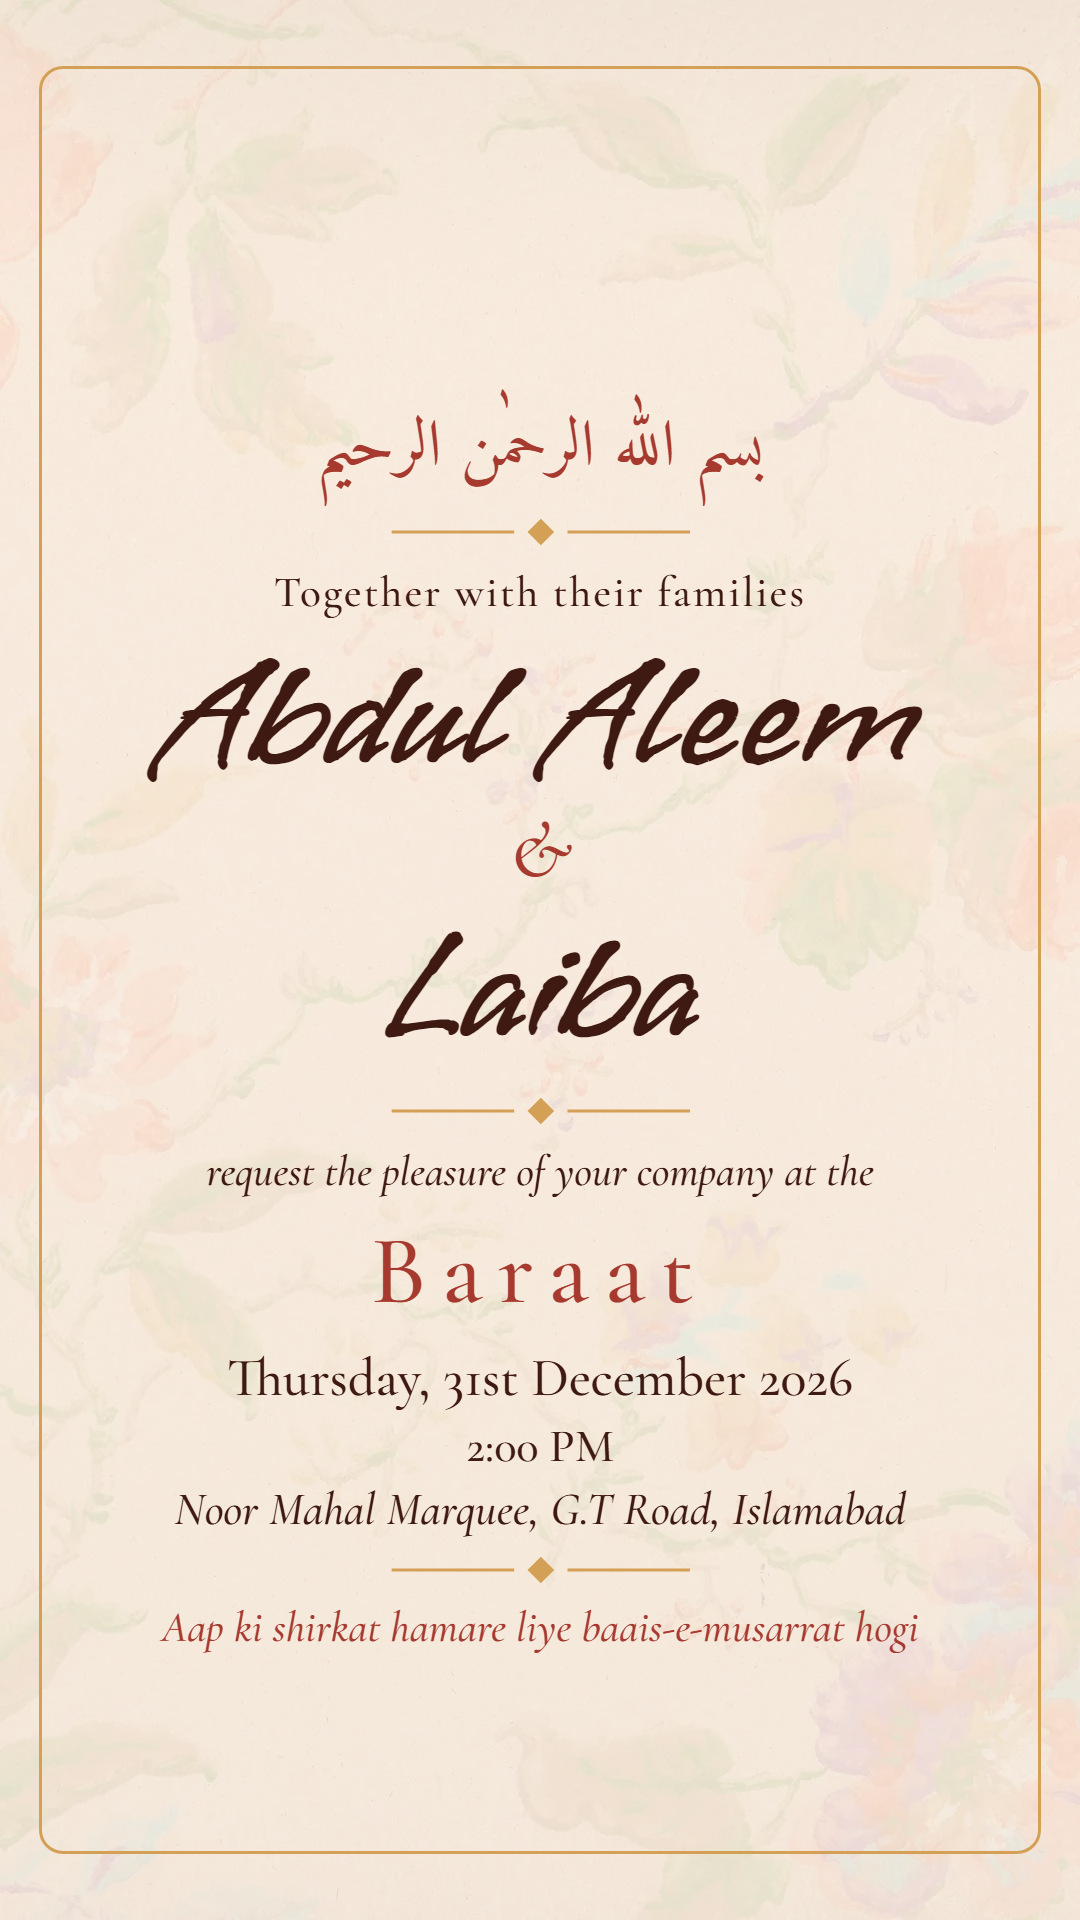 بسم الله الرحمٰن الرحيم
Together with their families
Abdul Aleem
&
Laiba
request the pleasure of your company at the
Baraat
Thursday, 31st December 2026
2:00 PM
Noor Mahal Marquee, G.T Road, Islamabad
Aap ki shirkat hamare liye baais-e-musarrat hogi